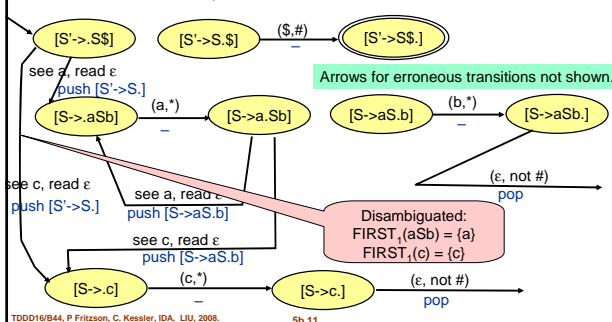 [S'->.S$]
[S'->S.$]
($,#)
–
[S'->S$.]
see a, read ε
push [S'->S.]
Arrows for erroneous transitions not shown.
[S->.aSb]
(a,*)
–
[S->a.Sb]
[S->aS.b]
(b,*)
–
[S->aSb.]
see c, read ε
push [S'->S.]
see a, read ε
push [S->aS.b]
(ε, not #)
pop
see c, read ε
push [S->aS.b]
Disambiguated:
FIRST₁(aSb) = {a}
FIRST₁(c) = {c}
[S->.c]
(c,*)
–
[S->c.]
(ε, not #)
pop
TDDD16/B44, P Fritzson, C. Kessler, IDA, LIU, 2008.
5b.11